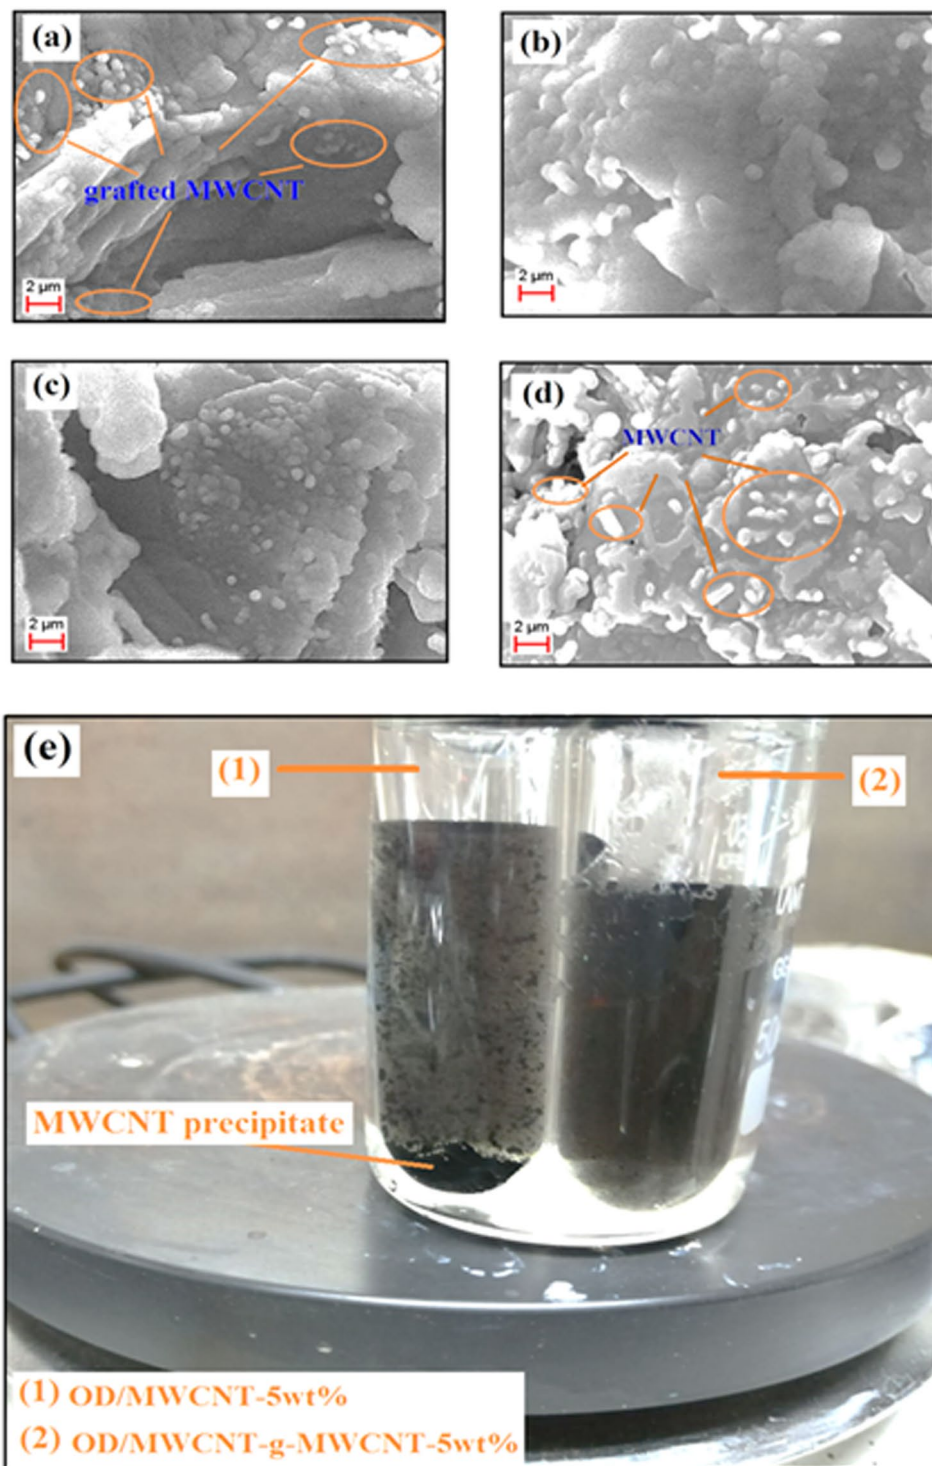 (a)
grafted MWCNT
2 µm
(b)
2 µm
(c)
2 µm
(d)
MWCNT
2 µm
(e)
(1)
(2)
MWCNT precipitate
(1) OD/MWCNT-5wt%
(2) OD/MWCNT-g-MWCNT-5wt%